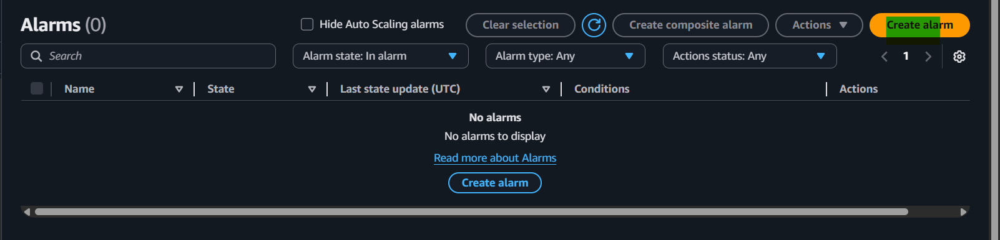 Alarms (0)
Hide Auto Scaling alarms
Clear selection
Create composite alarm
Actions
Create alarm
Search
Alarm state: In alarm
Alarm type: Any
Actions status: Any
1
Name
State
Last state update (UTC)
Conditions
Actions
No alarms
No alarms to display
Read more about Alarms
Create alarm